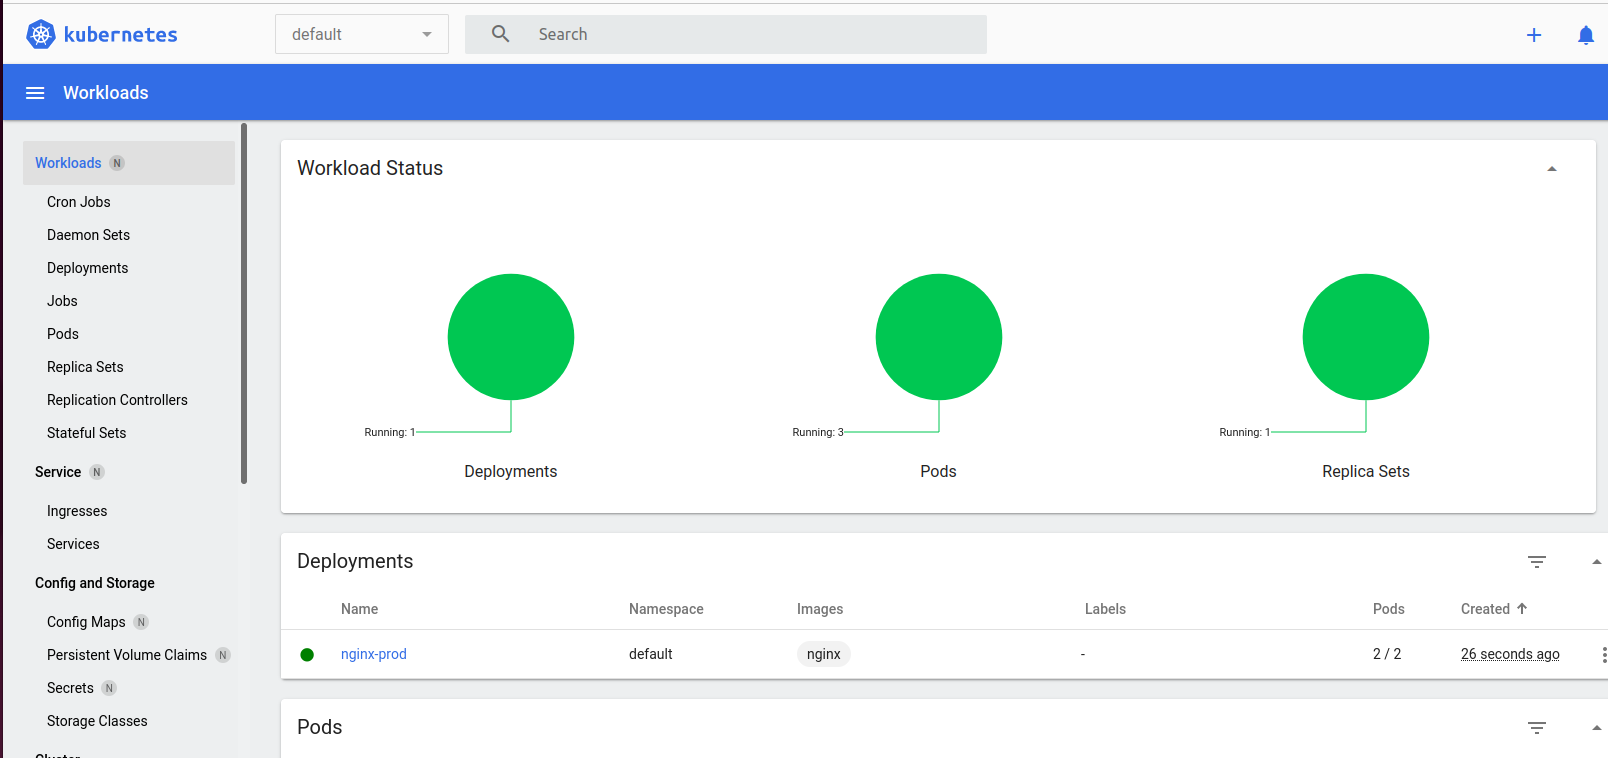 kubernetes
default
Search
Workloads
Workloads N
Cron Jobs
Daemon Sets
Deployments
Jobs
Pods
Replica Sets
Replication Controllers
Stateful Sets
Service N
Ingresses
Services
Config and Storage
Config Maps N
Persistent Volume Claims N
Secrets N
Storage Classes
Cluster
Workload Status
Running: 1
Deployments
Running: 3
Pods
Running: 1
Replica Sets
Deployments
Name Namespace Images Labels Pods Created
nginx-prod default nginx - 2 / 2 26 seconds ago
Pods